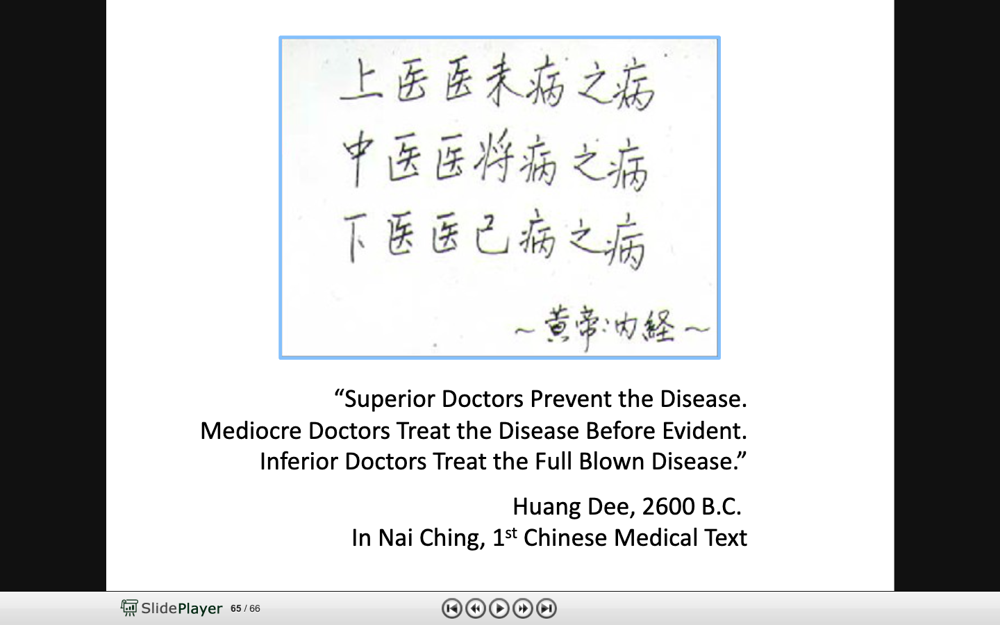 上医医未病之病
中医医将病之病
下医医已病之病
~黄帝:内経~
“Superior Doctors Prevent the Disease.
Mediocre Doctors Treat the Disease Before Evident.
Inferior Doctors Treat the Full Blown Disease.”
Huang Dee, 2600 B.C.
In Nai Ching, 1st Chinese Medical Text
SlidePlayer 65 / 66